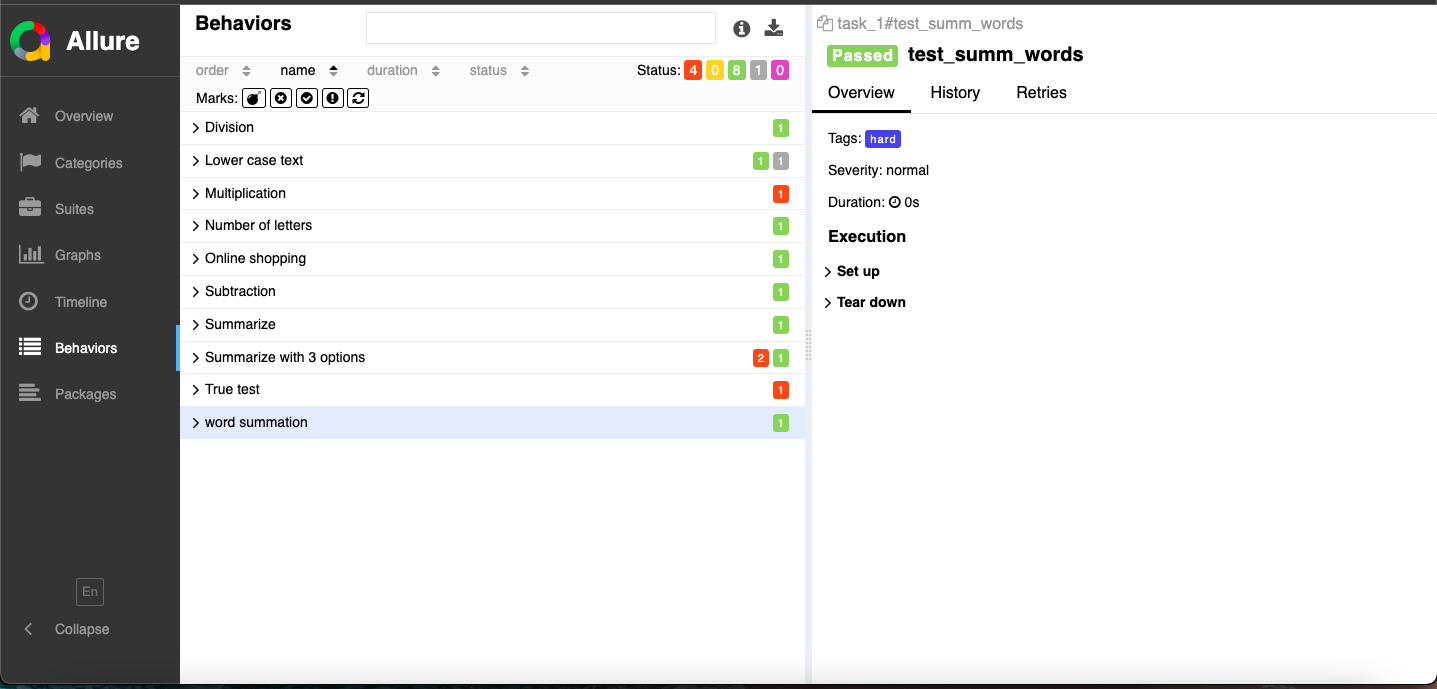 Allure
Overview
Categories
Suites
Graphs
Timeline
Behaviors
Packages
En
Collapse
Behaviors
order name duration status Status: 4 0 8 1 0
Marks:
Division 1
Lower case text 1 1
Multiplication 1
Number of letters 1
Online shopping 1
Subtraction 1
Summarize 1
Summarize with 3 options 2 1
True test 1
word summation 1
task_1#test_summ_words
Passed test_summ_words
Overview History Retries
Tags: hard
Severity: normal
Duration: 0s
Execution
Set up
Tear down